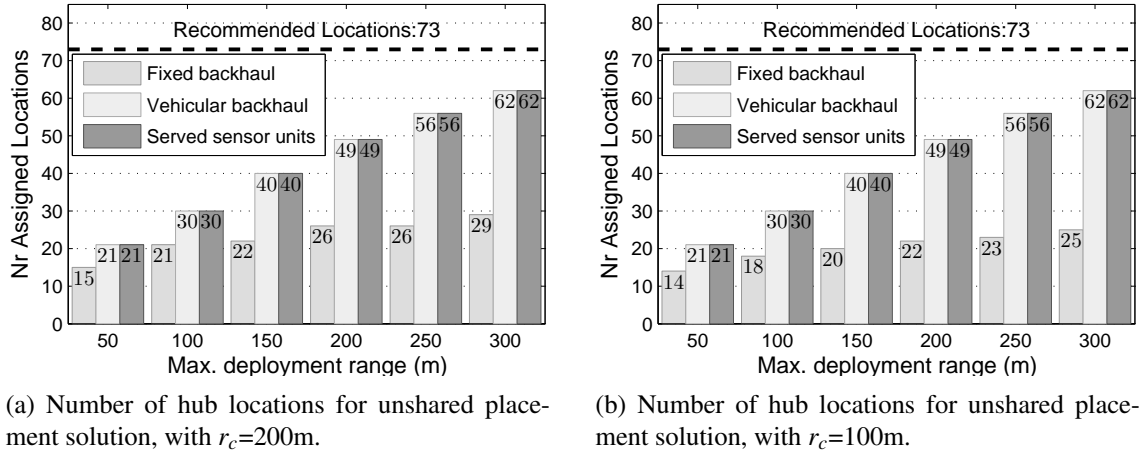 Recommended Locations:73
Fixed backhaul
Vehicular backhaul
Served sensor units
Nr Assigned Locations
80
70
60
50
40
30
20
10
0
15 21 21
21 30 30
22 40 40
26 49 49
26 56 56
29 62 62
50 100 150 200 250 300
Max. deployment range (m)
(a) Number of hub locations for unshared place-
ment solution, with r_c=200m.
Recommended Locations:73
Fixed backhaul
Vehicular backhaul
Served sensor units
Nr Assigned Locations
80
70
60
50
40
30
20
10
0
14 21 21
18 30 30
20 40 40
22 49 49
23 56 56
25 62 62
50 100 150 200 250 300
Max. deployment range (m)
(b) Number of hub locations for unshared place-
ment solution, with r_c=100m.